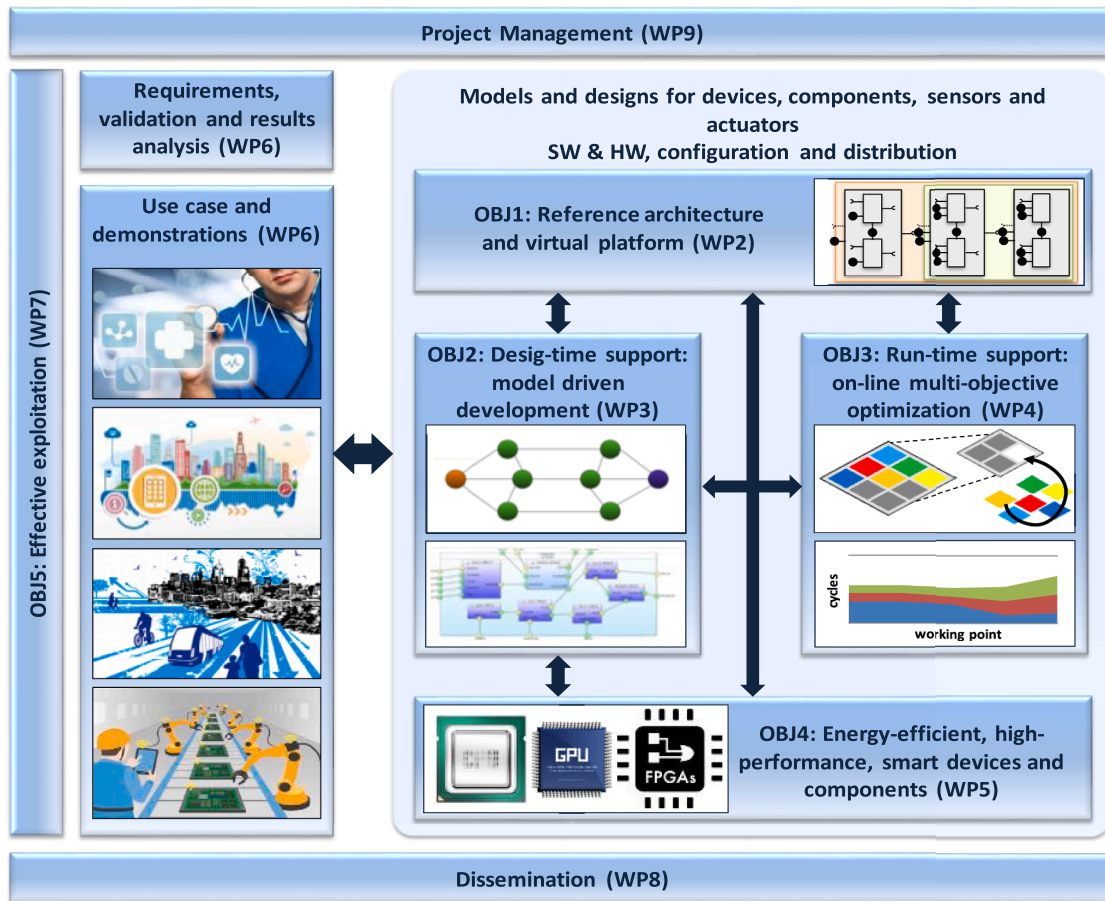 Project Management (WP9)
OBJ5: Effective exploitation (WP7)
Requirements,
validation and results
analysis (WP6)
Use case and
demonstrations (WP6)
Models and designs for devices, components, sensors and
actuators
SW & HW, configuration and distribution
OBJ1: Reference architecture
and virtual platform (WP2)
OBJ2: Desig-time support:
model driven
development (WP3)
OBJ3: Run-time support:
on-line multi-objective
optimization (WP4)
cycles
working point
GPU
FPGAs
OBJ4: Energy-efficient, high-
performance, smart devices and
components (WP5)
Dissemination (WP8)